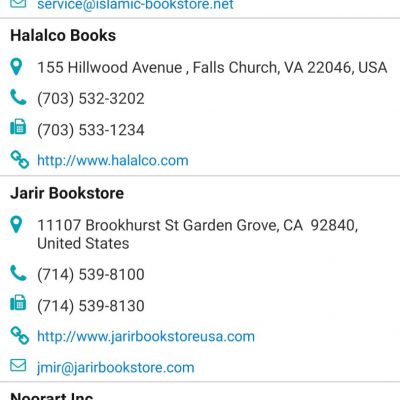 service@islamic-bookstore.net
Halalco Books
155 Hillwood Avenue , Falls Church, VA 22046, USA
(703) 532-3202
(703) 533-1234
http://www.halalco.com
Jarir Bookstore
11107 Brookhurst St Garden Grove, CA  92840,
United States
(714) 539-8100
(714) 539-8130
http://www.jarirbookstoreusa.com
jmir@jarirbookstore.com
Noorart Inc